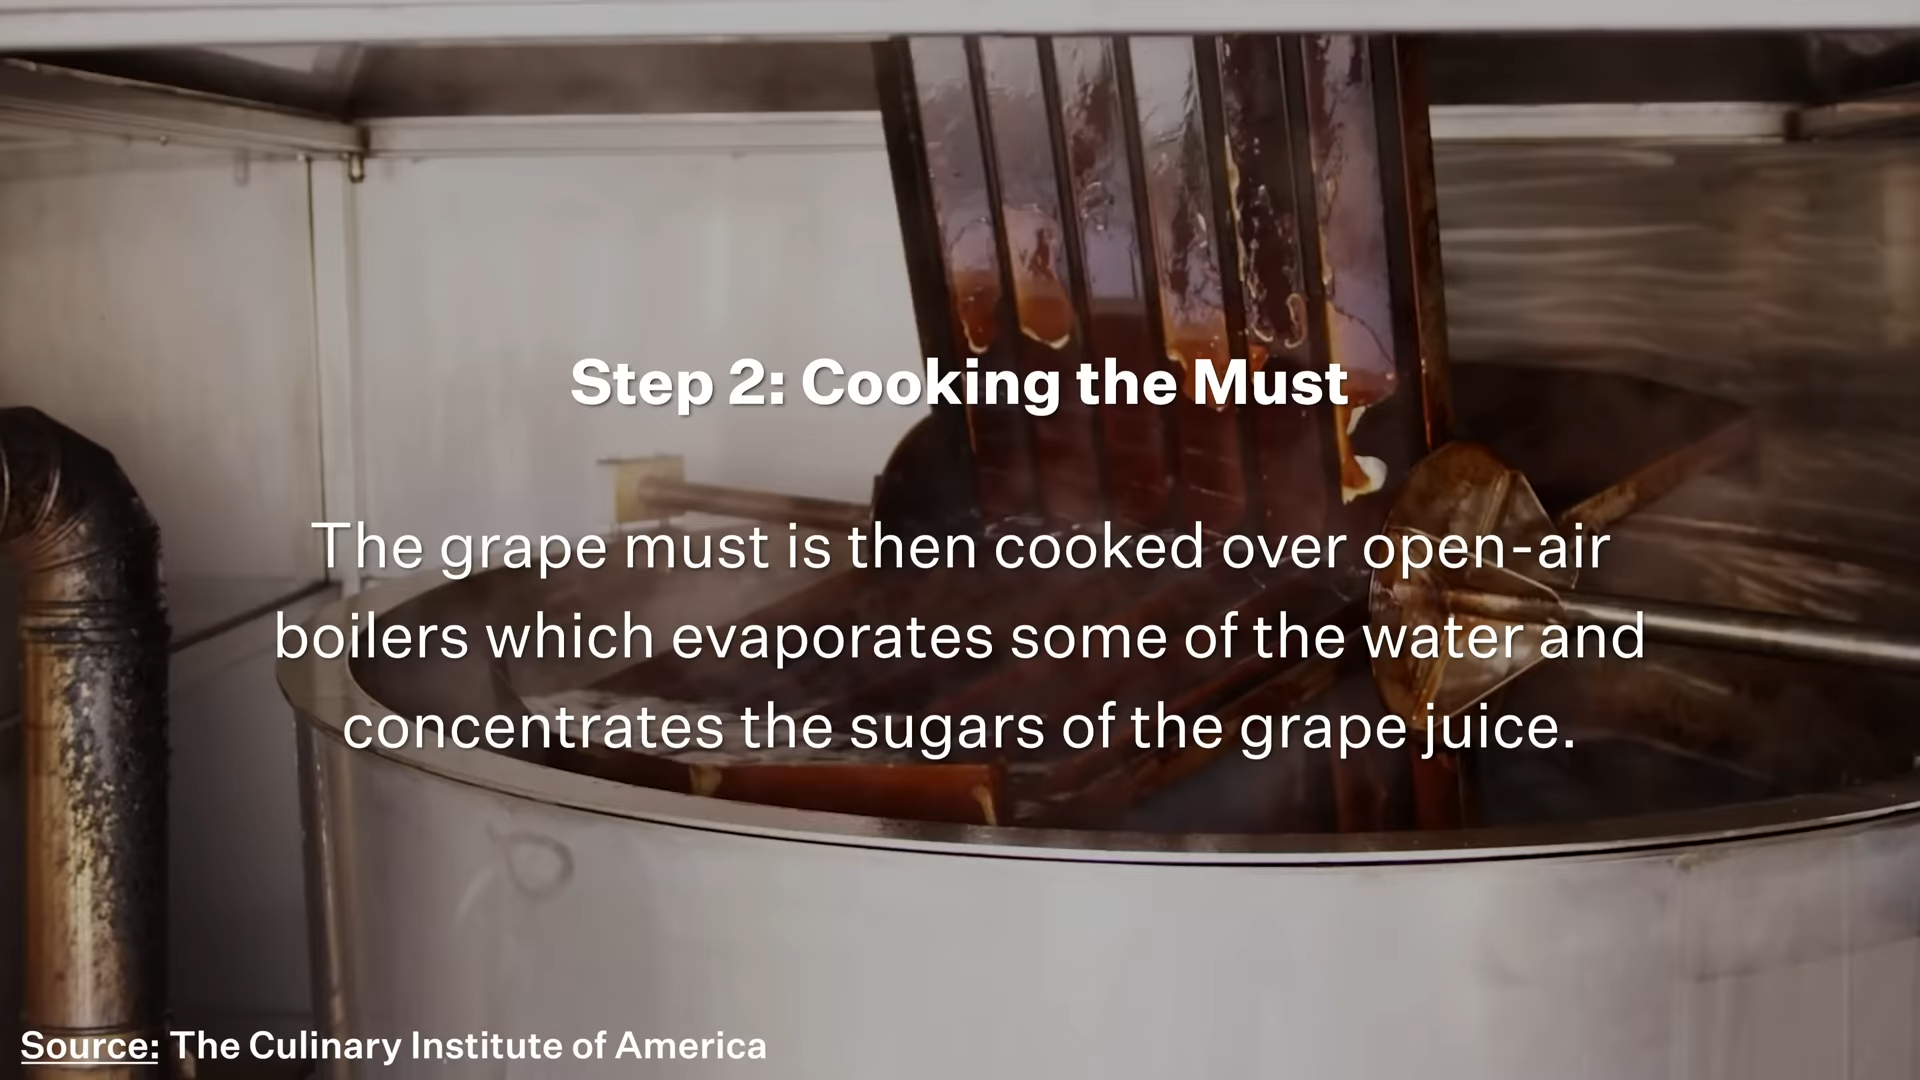 Step 2: Cooking the Must
The grape must is then cooked over open-air
boilers which evaporates some of the water and
concentrates the sugars of the grape juice.
Source: The Culinary Institute of America